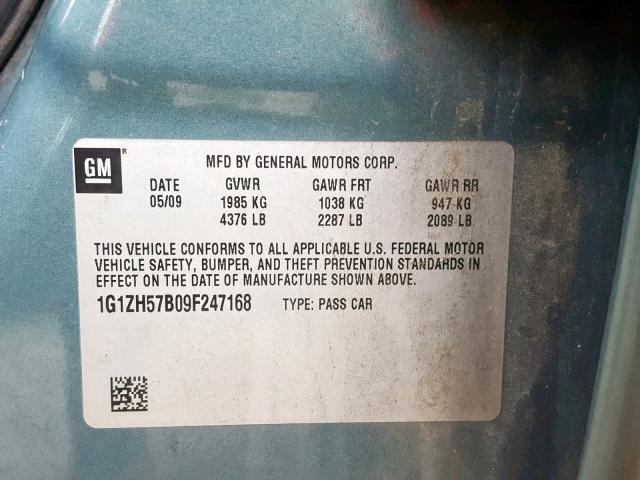 GM ®
MFD BY GENERAL MOTORS CORP.
DATE GVWR GAWR FRT GAWR RR
05/09 1985 KG 1038 KG 947 KG
4376 LB 2287 LB 2089 LB
THIS VEHICLE CONFORMS TO ALL APPLICABLE U.S. FEDERAL MOTOR
VEHICLE SAFETY, BUMPER, AND THEFT PREVENTION STANDARDS IN
EFFECT ON THE DATE OF MANUFACTURE SHOWN ABOVE.
1G1ZH57B09F247168 TYPE: PASS CAR